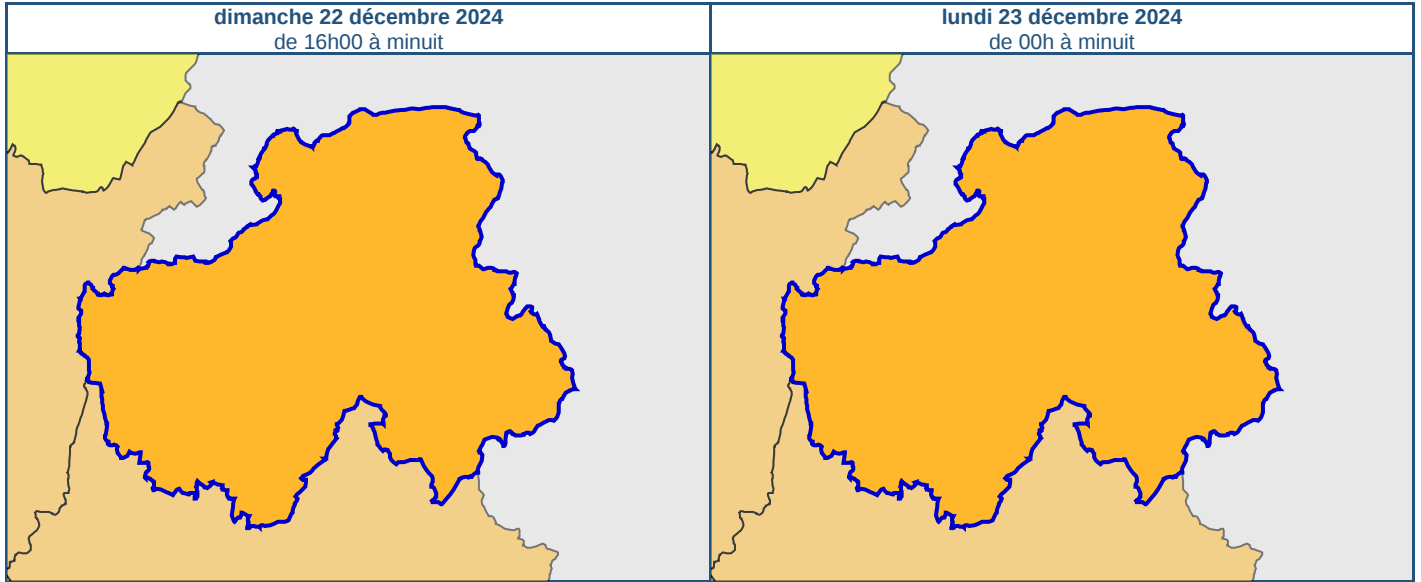 dimanche 22 décembre 2024
de 16h00 à minuit
lundi 23 décembre 2024
de 00h à minuit